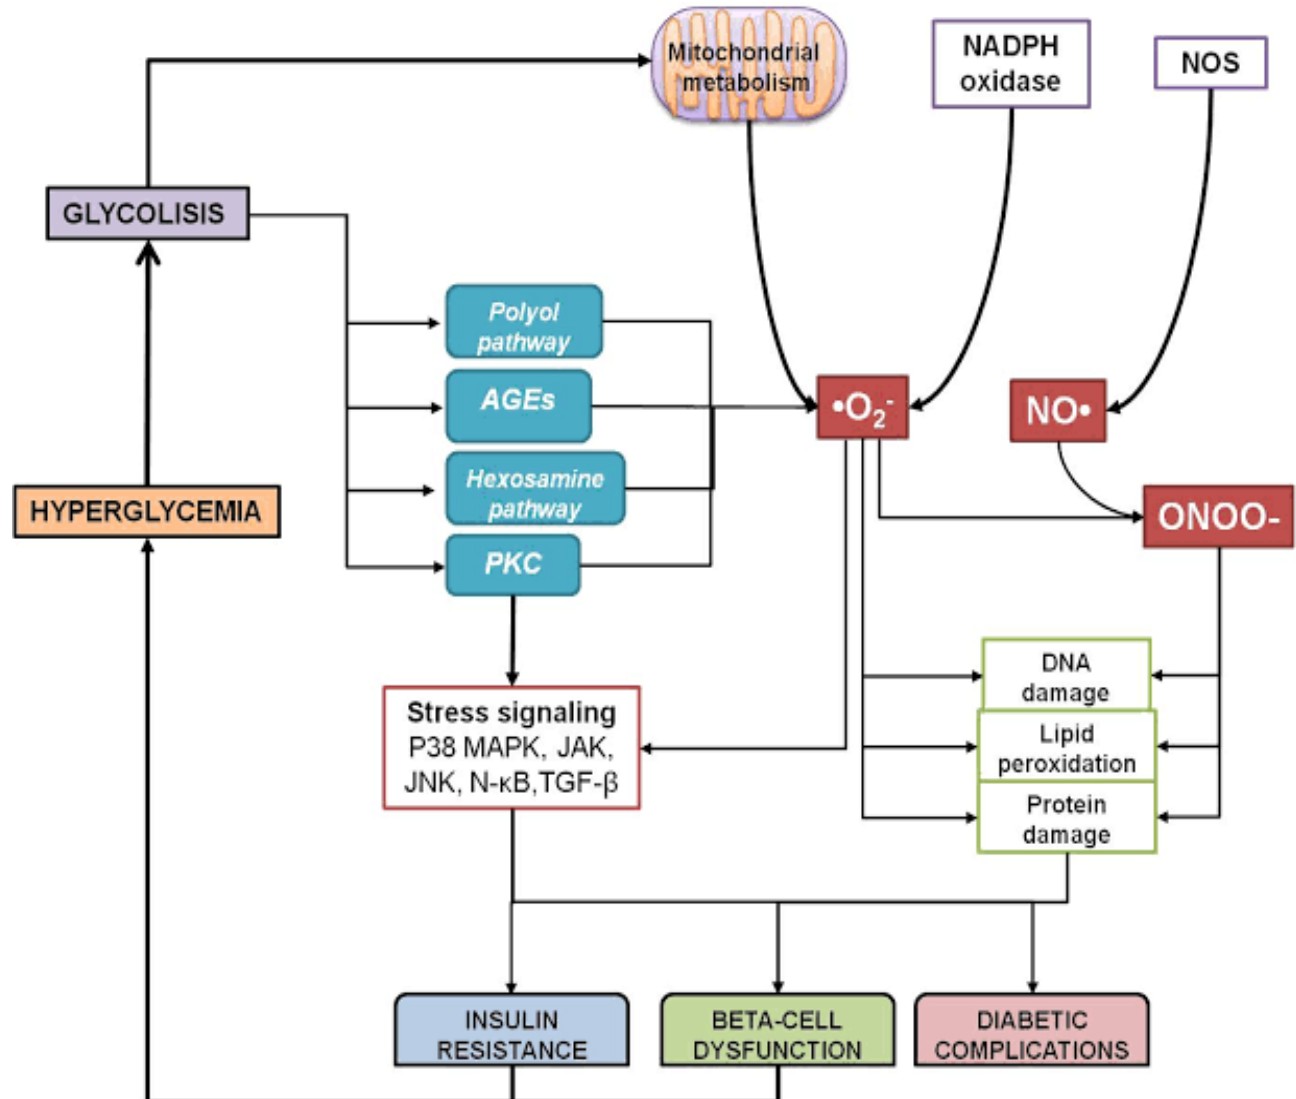 Mitochondrial
metabolism
NADPH
oxidase
NOS
GLYCOLISIS
Polyol
pathway
AGEs
•O₂⁻
NO•
Hexosamine
pathway
HYPERGLYCEMIA
ONOO-
PKC
DNA
damage
Stress signaling
P38 MAPK, JAK,
JNK, N-κB,TGF-β
Lipid
peroxidation
Protein
damage
INSULIN
RESISTANCE
BETA-CELL
DYSFUNCTION
DIABETIC
COMPLICATIONS